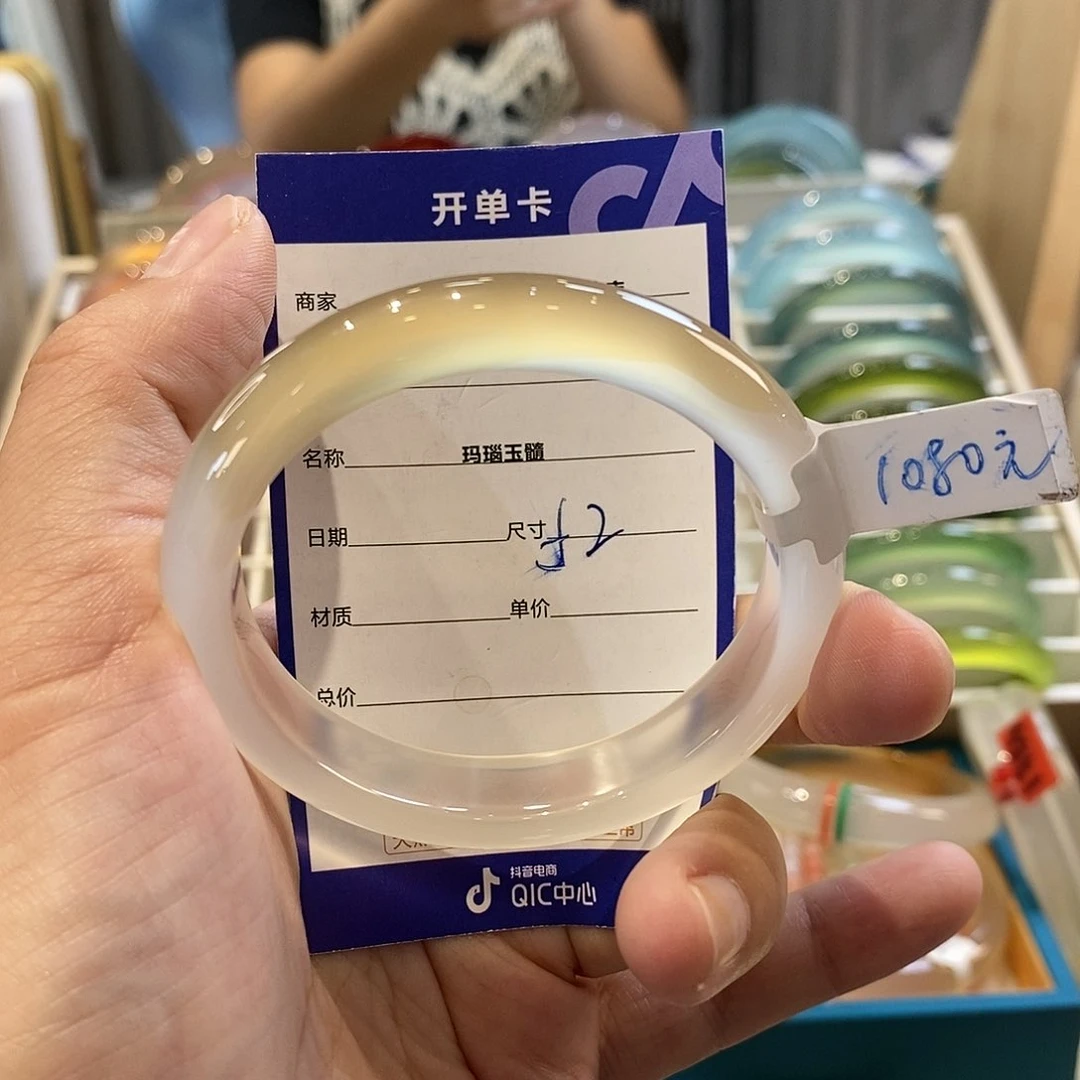 开单卡
商家
名称 玛瑙玉髓
1080元
日期 尺寸 52
材质 单价
总价
抖音电商
QIC中心